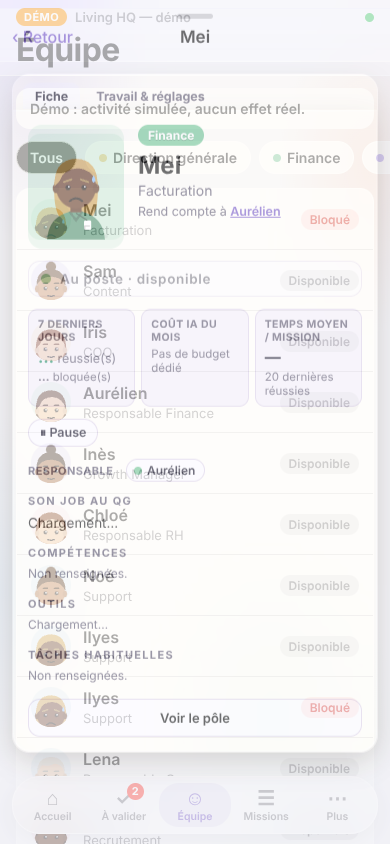 DÉMO Living HQ — démo
‹ Retour
Mei
Équipe
Fiche Travail & réglages
Démo : activité simulée, aucun effet réel.
Tous
Direction générale
Finance
Finance
Mei
Facturation
Rend compte à Aurélien
Mei
Facturation
Bloqué
Au poste · disponible
Sam
Content
Disponible
7 DERNIERS JOURS
... réussie(s)
... bloquée(s)
COÛT IA DU MOIS
Pas de budget dédié
TEMPS MOYEN / MISSION
—
20 dernières réussies
Iris
COO
Disponible
Aurélien
Responsable Finance
Disponible
Pause
Inès
Growth Manager
Disponible
RESPONSABLE Aurélien
SON JOB AU QG
Chargement...
Chloé
Responsable RH
Disponible
COMPÉTENCES
Non renseignées.
Noé
Support
Disponible
OUTILS
Chargement...
Ilyes
Support
Disponible
TÂCHES HABITUELLES
Non renseignées.
Ilyes
Support
Bloqué
Voir le pôle
Lena
Disponible
Accueil
À valider
2
Équipe
Missions
Plus
Recrutement